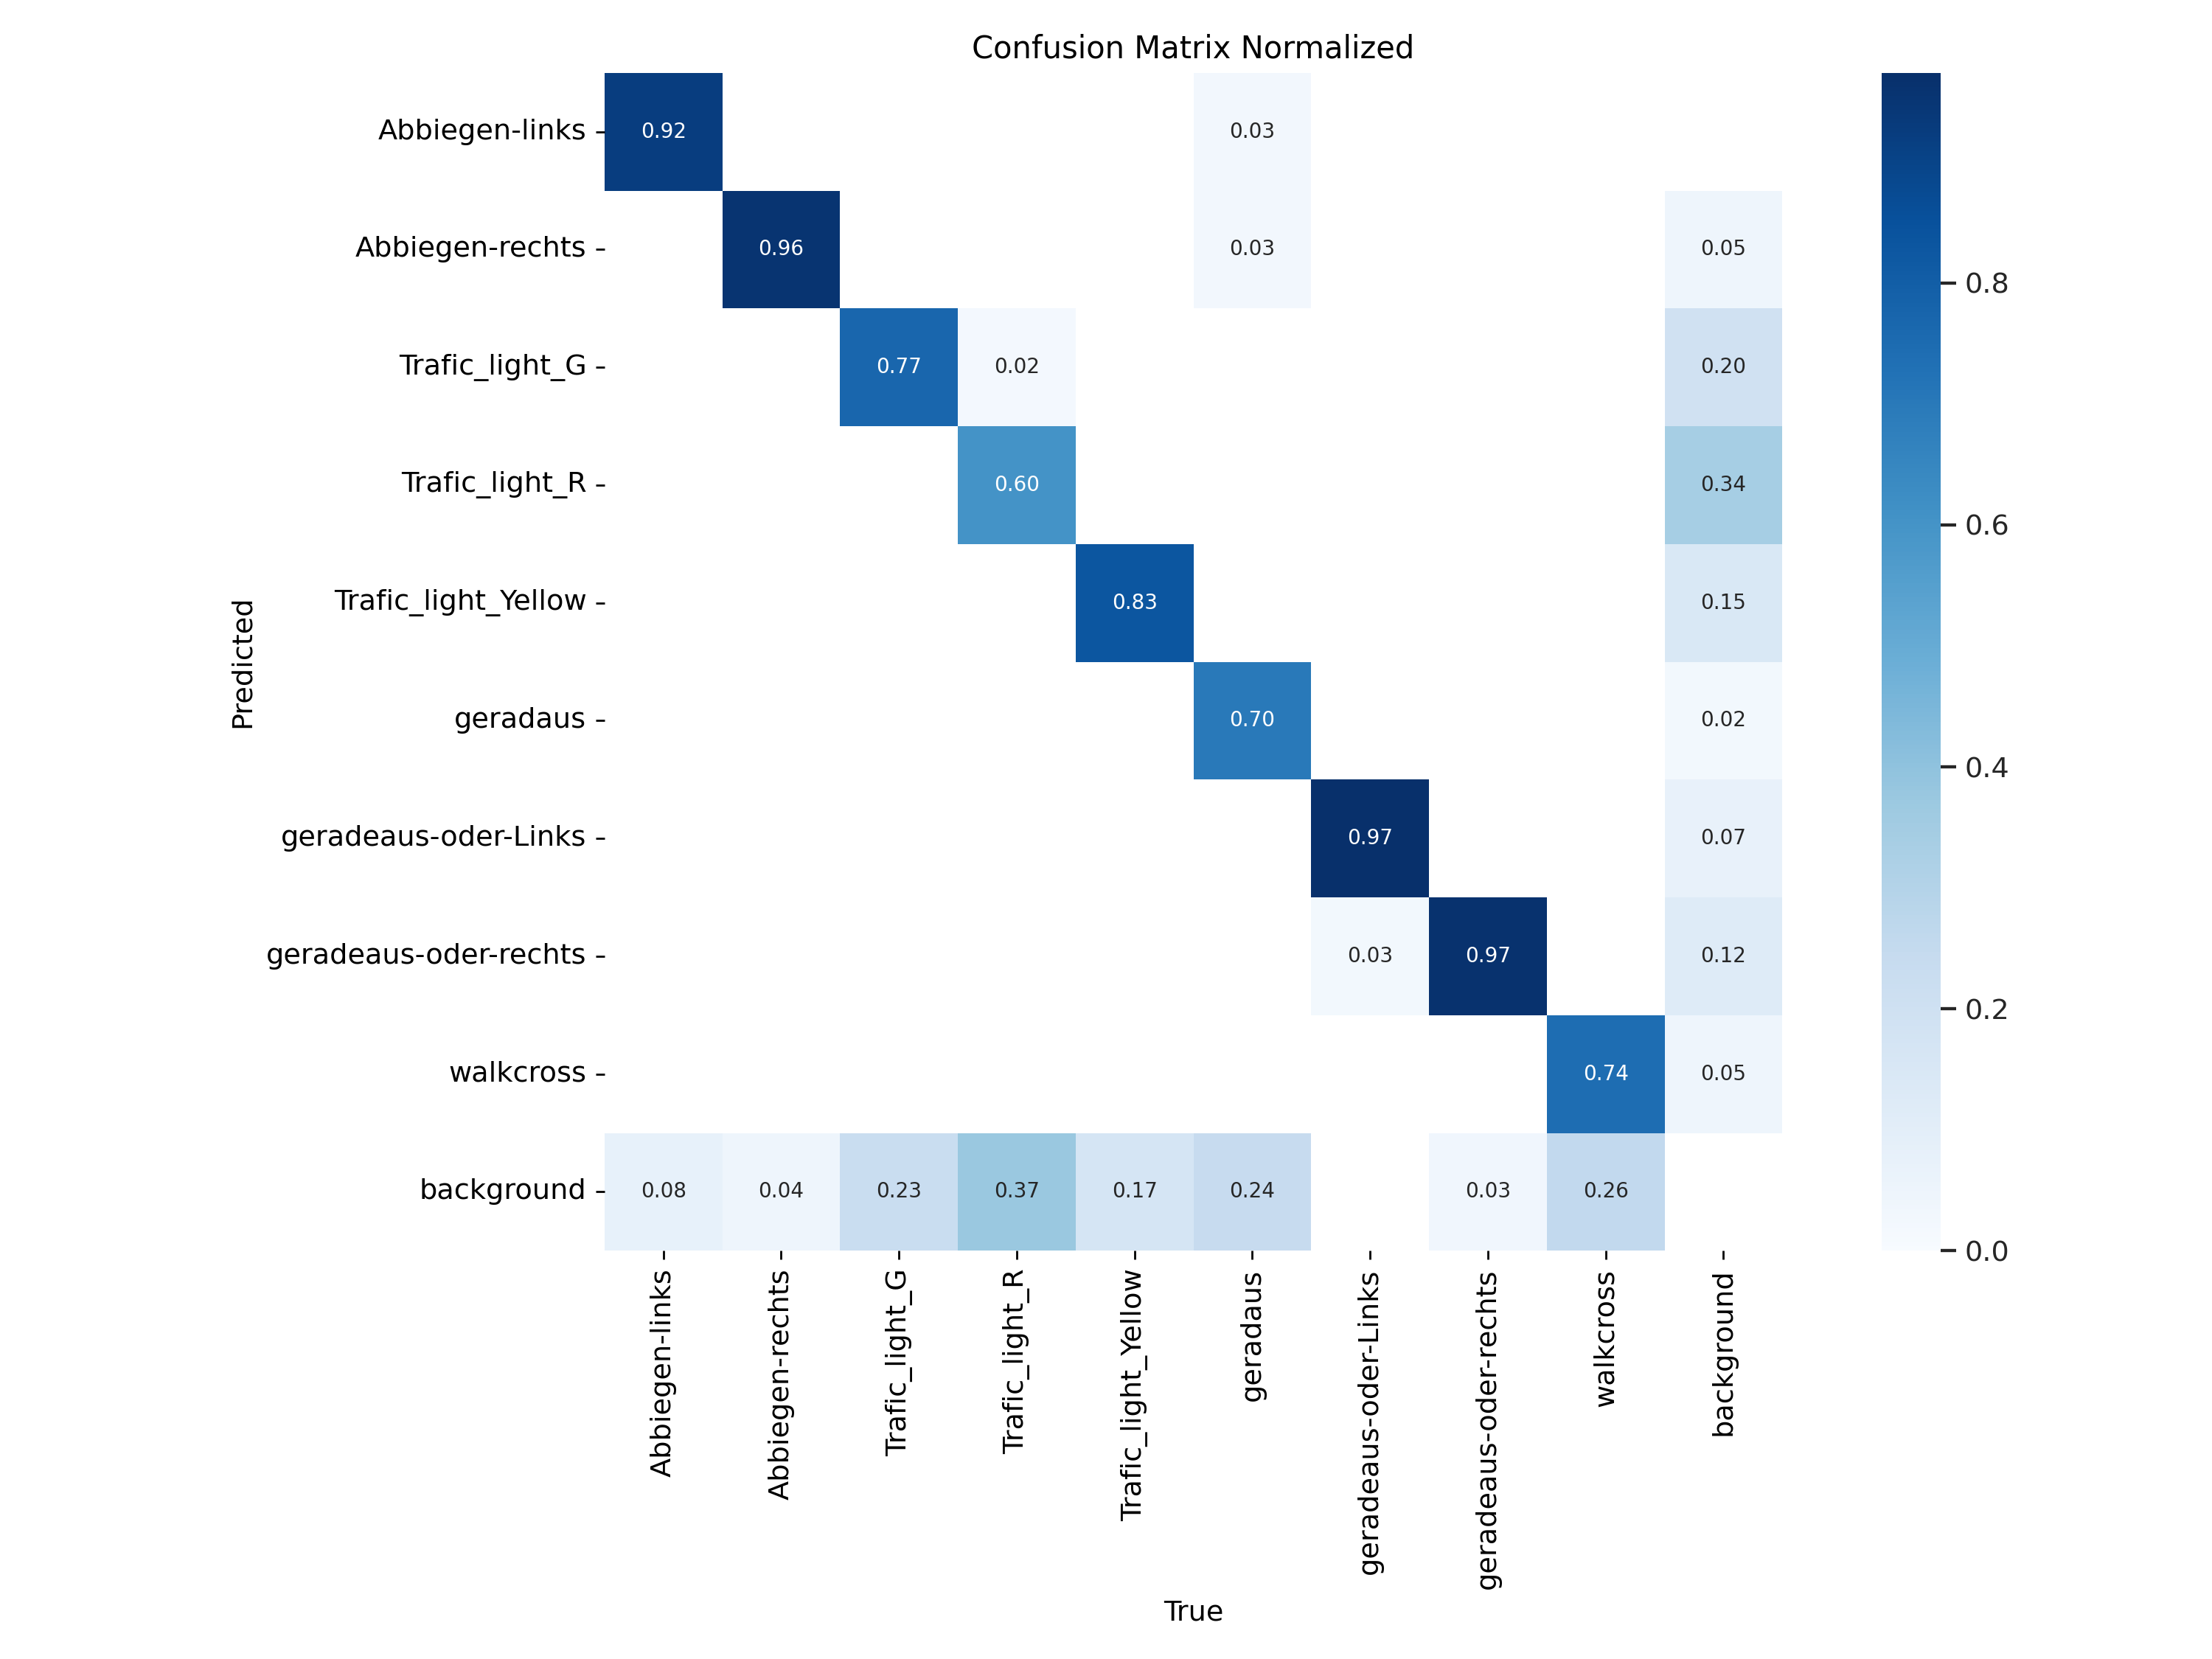 Confusion Matrix Normalized
Abbiegen-links 0.92 0.03
Abbiegen-rechts 0.96 0.03 0.05
Trafic_light_G 0.77 0.02 0.20
Trafic_light_R 0.60 0.34
Trafic_light_Yellow 0.83 0.15
geradaus 0.70 0.02
geradeaus-oder-Links 0.97 0.07
geradeaus-oder-rechts 0.03 0.97 0.12
walkcross 0.74 0.05
background 0.08 0.04 0.23 0.37 0.17 0.24 0.03 0.26
Predicted
Abbiegen-links
Abbiegen-rechts
Trafic_light_G
Trafic_light_R
Trafic_light_Yellow
geradaus
geradeaus-oder-Links
geradeaus-oder-rechts
walkcross
background
True
0.8
0.6
0.4
0.2
0.0